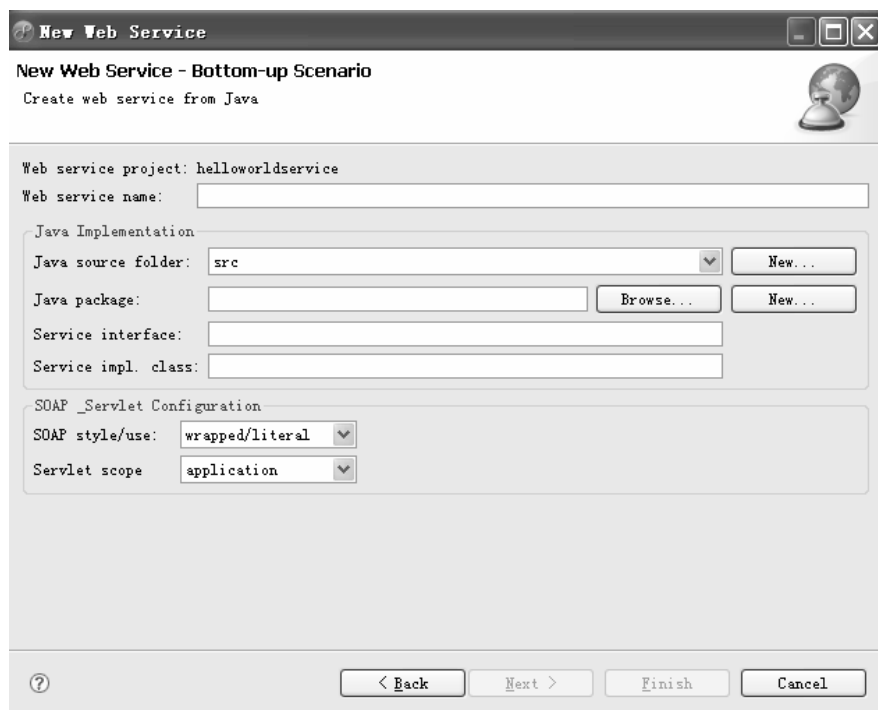 New Web Service
New Web Service - Bottom-up Scenario
Create web service from Java
Web service project: helloworldservice
Web service name:
Java Implementation
Java source folder: src New...
Java package: Browse... New...
Service interface:
Service impl. class:
SOAP _Servlet Configuration
SOAP style/use: wrapped/literal
Servlet scope application
? < Back Next > Finish Cancel